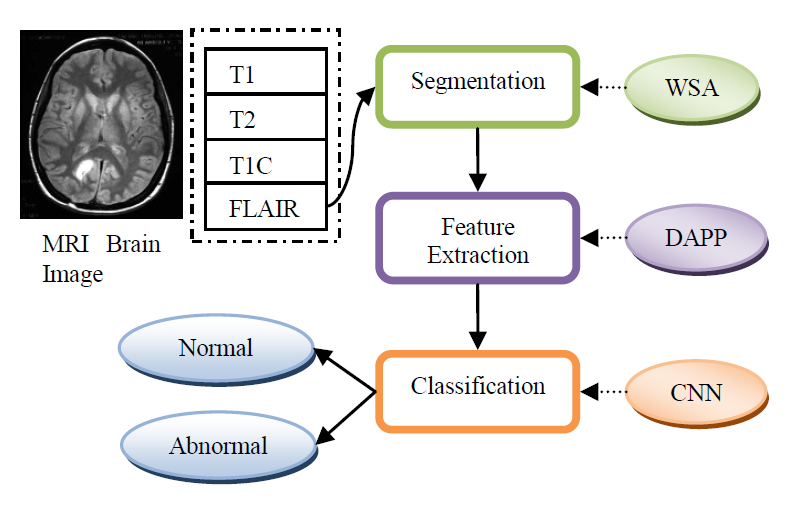 T1
T2
T1C
FLAIR
MRI Brain
Image
Segmentation
WSA
Feature
Extraction
DAPP
Classification
CNN
Normal
Abnormal